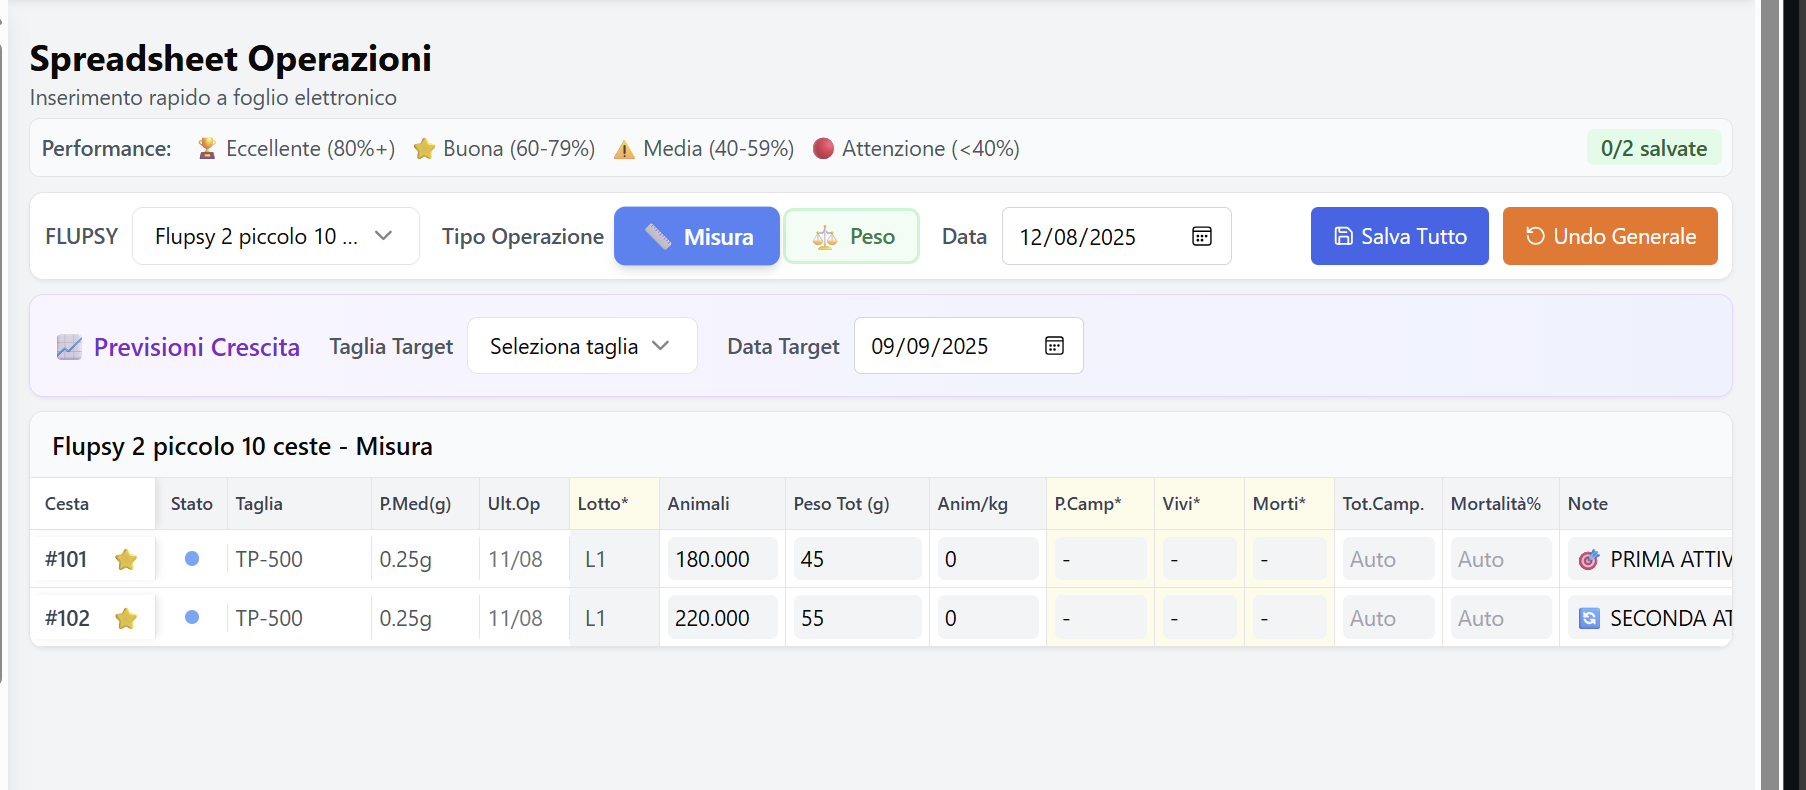 Spreadsheet Operazioni
Inserimento rapido a foglio elettronico
Performance: 🏆 Eccellente (80%+) ⭐ Buona (60-79%) ⚠️ Media (40-59%) 🔴 Attenzione (<40%) 0/2 salvate
FLUPSY Flupsy 2 piccolo 10 ... Tipo Operazione 📏 Misura ⚖️ Peso Data 12/08/2025 Salva Tutto Undo Generale
📈 Previsioni Crescita Taglia Target Seleziona taglia Data Target 09/09/2025
Flupsy 2 piccolo 10 ceste - Misura
Cesta Stato Taglia P.Med(g) Ult.Op Lotto* Animali Peso Tot (g) Anim/kg P.Camp* Vivi* Morti* Tot.Camp. Mortalità% Note
#101 ⭐ TP-500 0.25g 11/08 L1 180.000 45 0 - - - Auto Auto 🎯 PRIMA ATTIV
#102 ⭐ TP-500 0.25g 11/08 L1 220.000 55 0 - - - Auto Auto 🔄 SECONDA AT